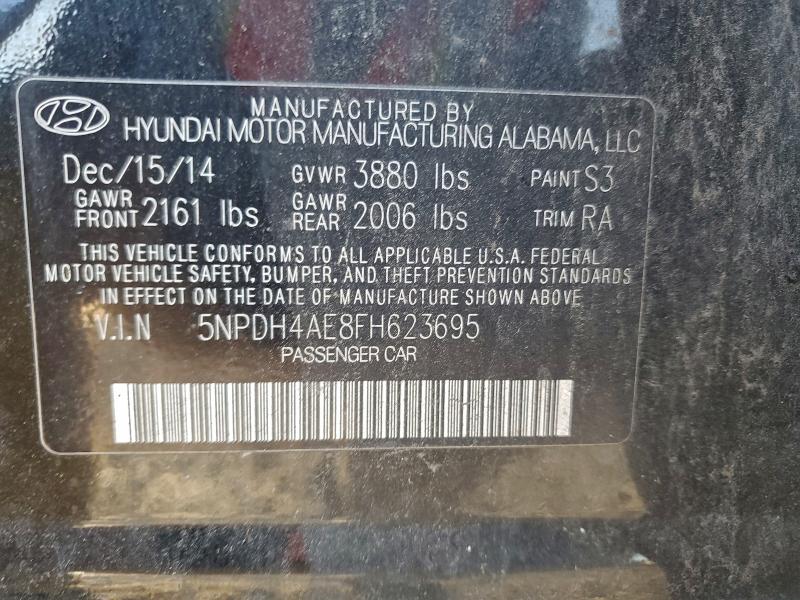 MANUFACTURED BY
HYUNDAI MOTOR MANUFACTURING ALABAMA, LLC
Dec/15/14 GVWR 3880 lbs PAINT S3
GAWR FRONT 2161 lbs GAWR REAR 2006 lbs TRIM RA
THIS VEHICLE CONFORMS TO ALL APPLICABLE U.S.A. FEDERAL
MOTOR VEHICLE SAFETY, BUMPER, AND THEFT PREVENTION STANDARDS
IN EFFECT ON THE DATE OF MANUFACTURE SHOWN ABOVE
V.I.N 5NPDH4AE8FH623695
PASSENGER CAR